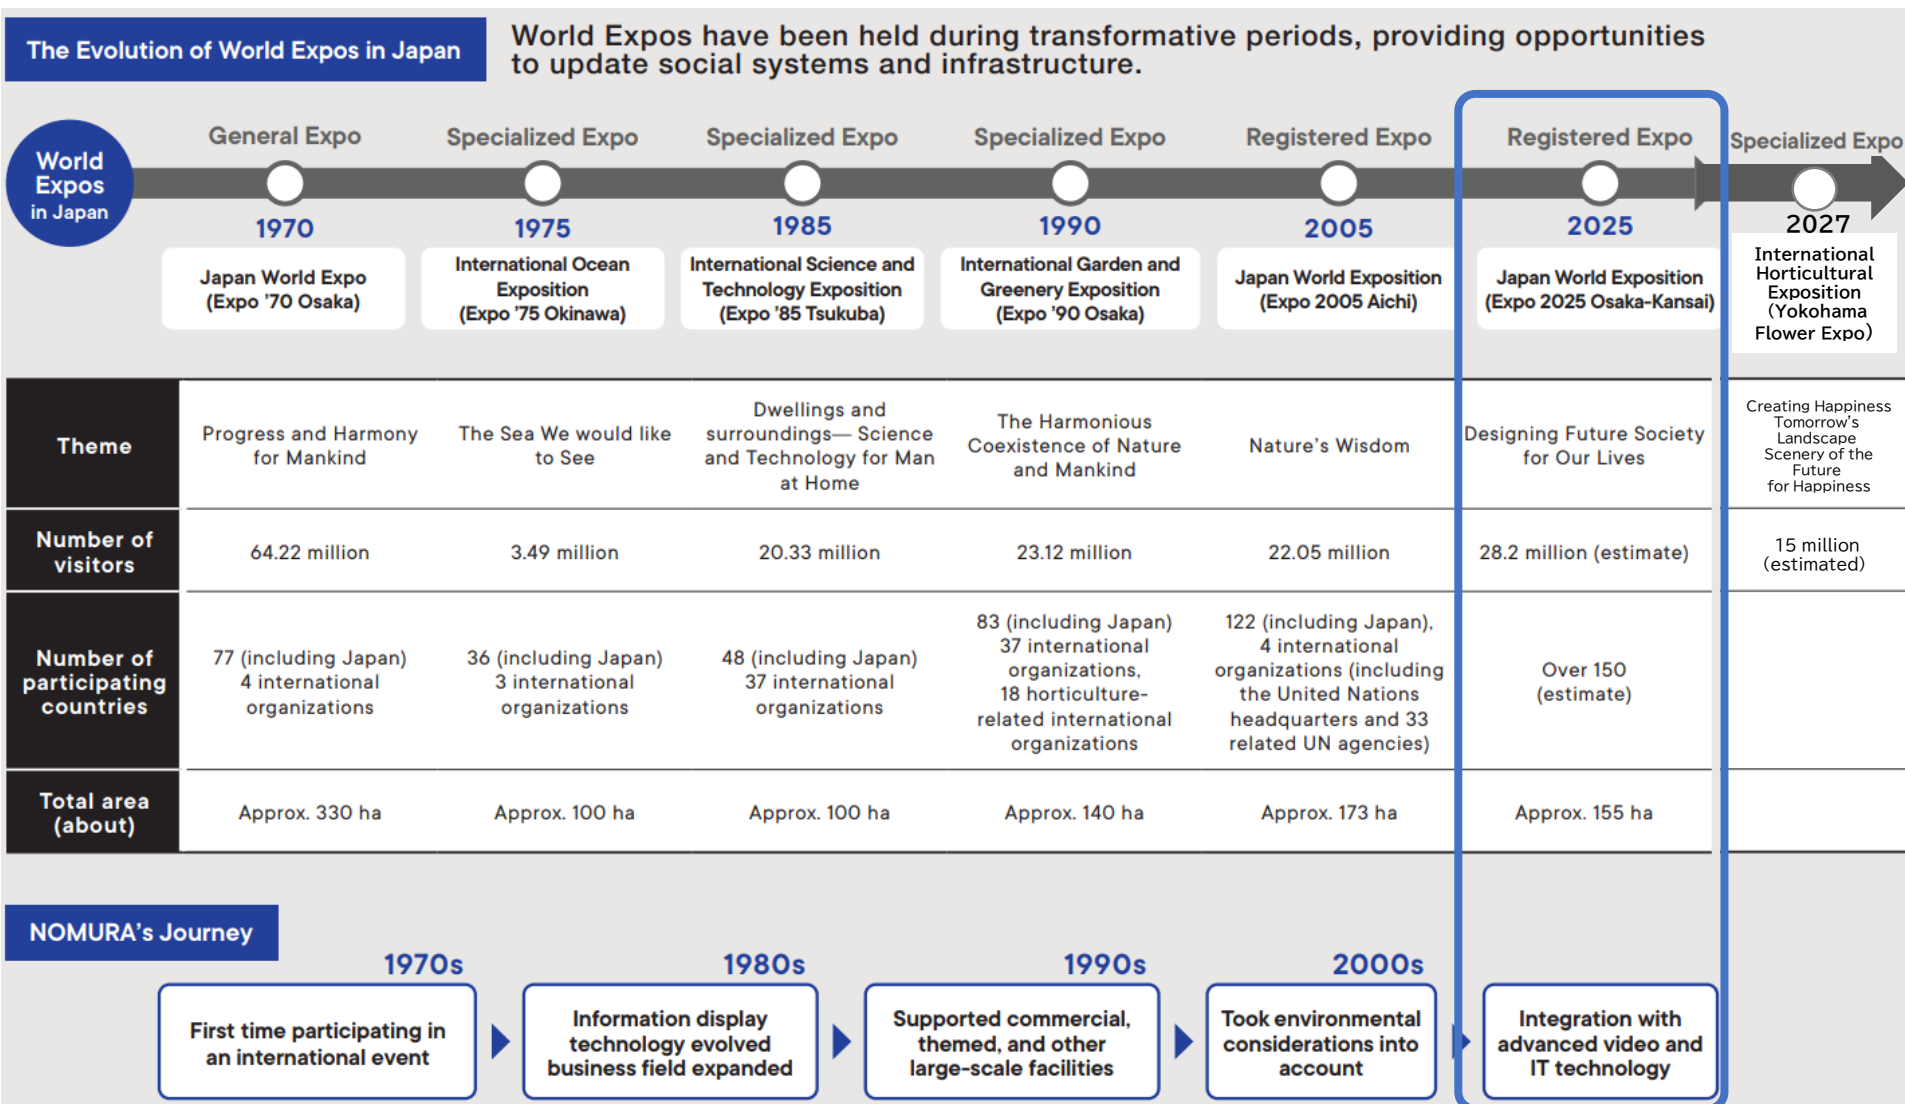 The Evolution of World Expos in Japan
World Expos have been held during transformative periods, providing opportunities
to update social systems and infrastructure.
World
Expos
in Japan
General Expo
1970
Japan World Expo
(Expo ’70 Osaka)
Specialized Expo
1975
International Ocean
Exposition
(Expo ’75 Okinawa)
Specialized Expo
1985
International Science and
Technology Exposition
(Expo ’85 Tsukuba)
Specialized Expo
1990
International Garden and
Greenery Exposition
(Expo ’90 Osaka)
Registered Expo
2005
Japan World Exposition
(Expo 2005 Aichi)
Registered Expo
2025
Japan World Exposition
(Expo 2025 Osaka-Kansai)
Specialized Expo
2027
International
Horticultural
Exposition
(Yokohama
Flower Expo)
Theme
Progress and Harmony
for Mankind
The Sea We would like
to See
Dwellings and
surroundings— Science
and Technology for Man
at Home
The Harmonious
Coexistence of Nature
and Mankind
Nature’s Wisdom
Designing Future Society
for Our Lives
Creating Happiness
Tomorrow’s
Landscape
Scenery of the
Future
for Happiness
Number of
visitors
64.22 million
3.49 million
20.33 million
23.12 million
22.05 million
28.2 million (estimate)
15 million
(estimated)
Number of
participating
countries
77 (including Japan)
4 international
organizations
36 (including Japan)
3 international
organizations
48 (including Japan)
37 international
organizations
83 (including Japan)
37 international
organizations,
18 horticulture-
related international
organizations
122 (including Japan),
4 international
organizations (including
the United Nations
headquarters and 33
related UN agencies)
Over 150
(estimate)
Total area
(about)
Approx. 330 ha
Approx. 100 ha
Approx. 100 ha
Approx. 140 ha
Approx. 173 ha
Approx. 155 ha
NOMURA’s Journey
1970s
First time participating in
an international event
1980s
Information display
technology evolved
business field expanded
1990s
Supported commercial,
themed, and other
large-scale facilities
2000s
Took environmental
considerations into
account
Integration with
advanced video and
IT technology